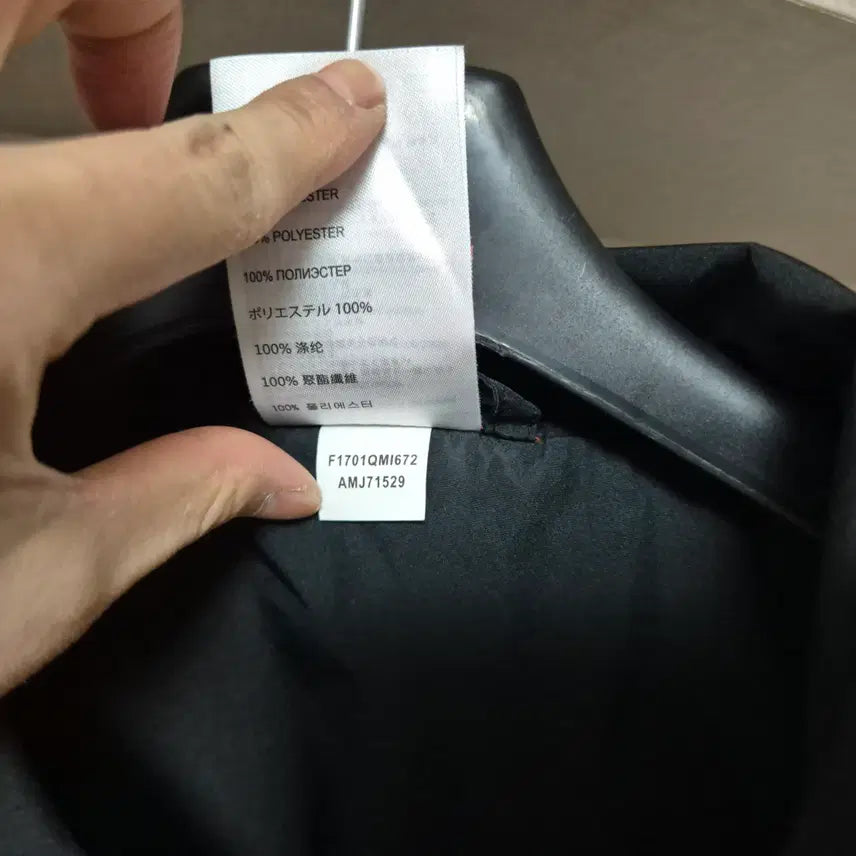 POLYESTER
100% ПОЛИЭСТЕР
ポリエステル 100%
100% 涤纶
100% 聚酯纖維
100% 폴리에스터
F1701QMI672
AMJ71529